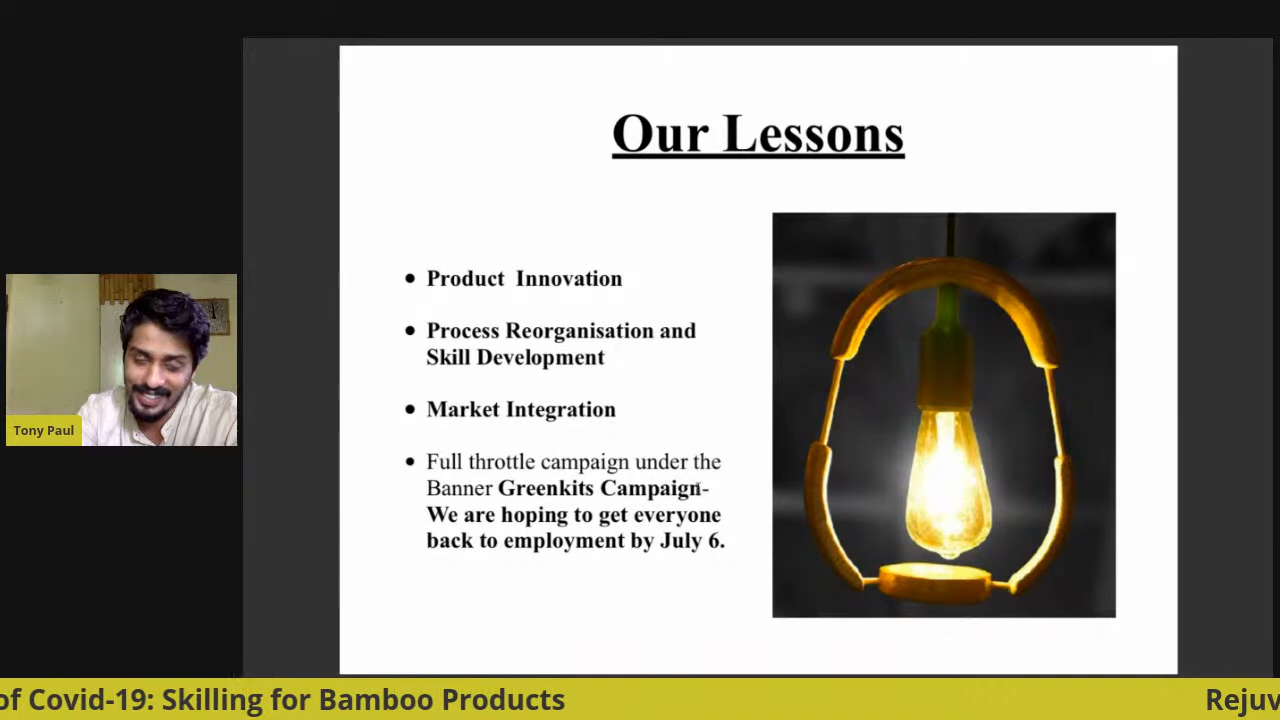 Our Lessons
• Product  Innovation
• Process Reorganisation and
Skill Development
• Market Integration
• Full throttle campaign under the
Banner Greenkits Campaign-
We are hoping to get everyone
back to employment by July 6.
Tony Paul
of Covid-19: Skilling for Bamboo Products
Rejuv